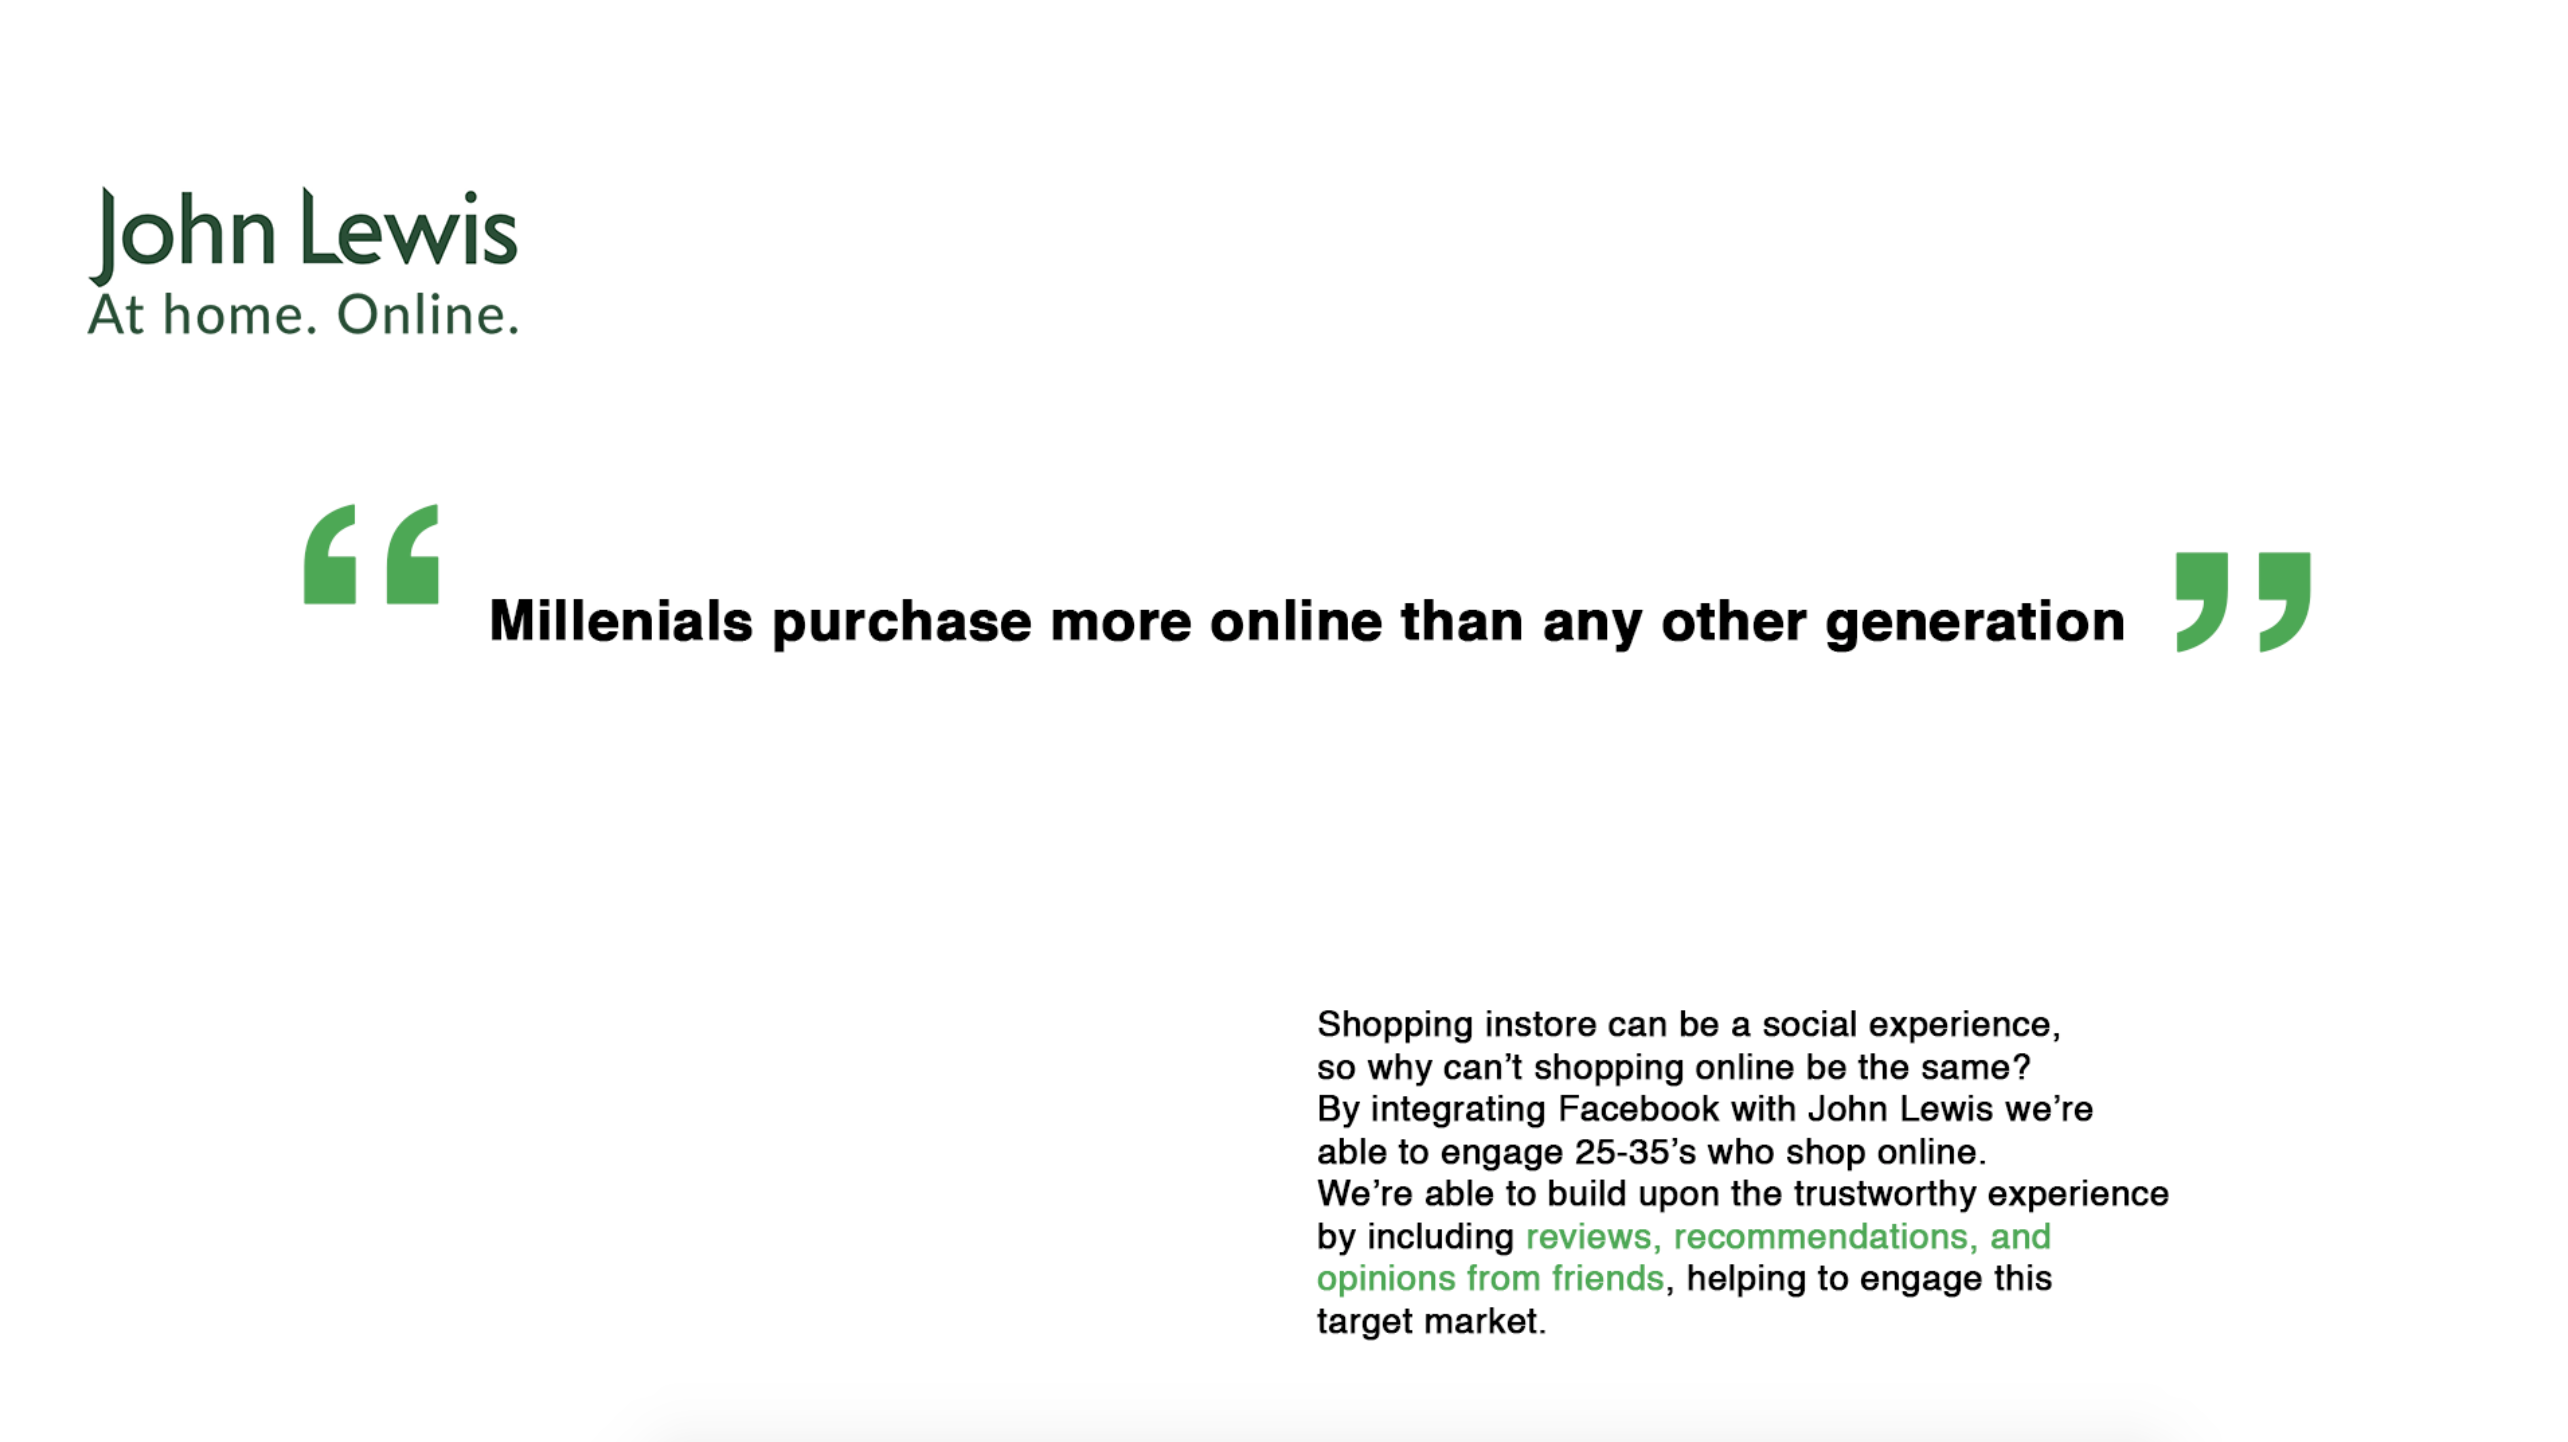 John Lewis
At home. Online.
“Millenials purchase more online than any other generation”
Shopping instore can be a social experience,
so why can’t shopping online be the same?
By integrating Facebook with John Lewis we’re
able to engage 25-35’s who shop online.
We’re able to build upon the trustworthy experience
by including reviews, recommendations, and
opinions from friends, helping to engage this
target market.